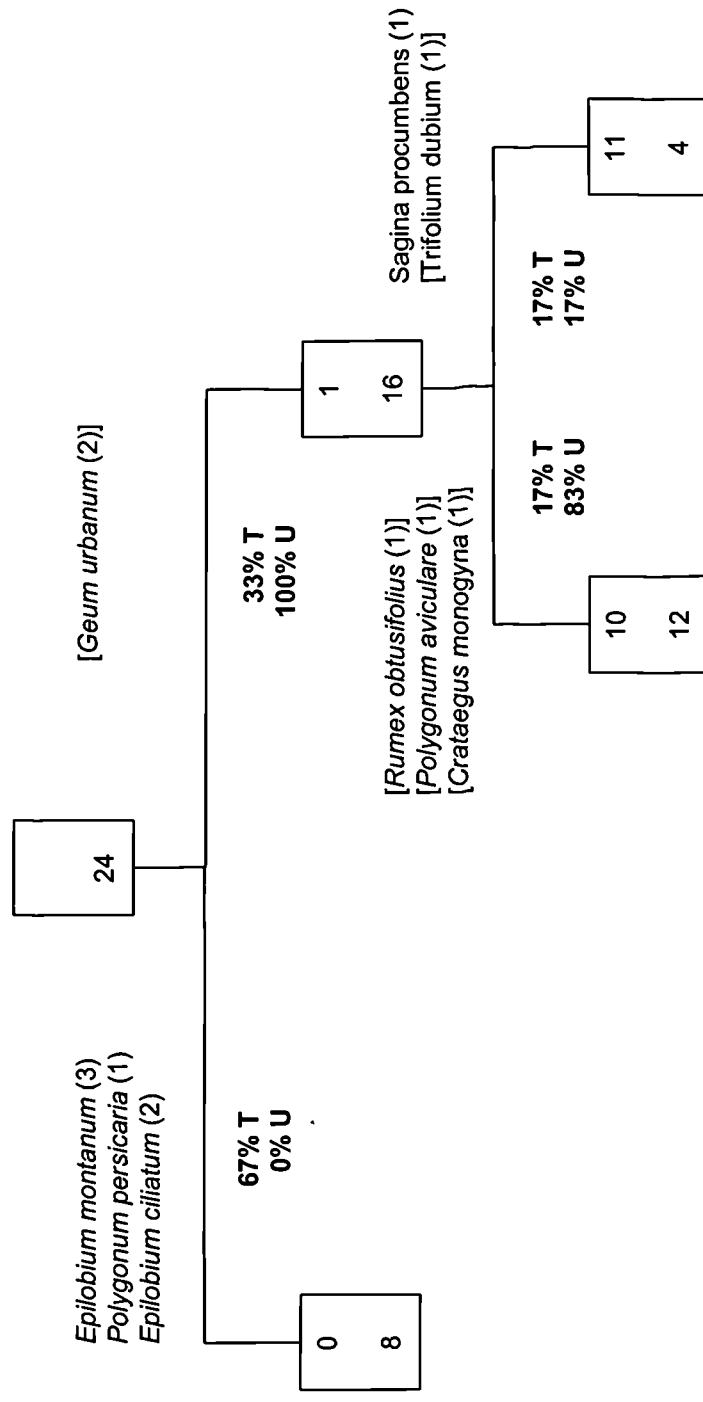 24
Epilobium montanum (3)
Polygonum persicaria (1)
Epilobium ciliatum (2)
[Geum urbanum (2)]
67% T
0% U
33% T
100% U
0
8
1
16
[Rumex obtusifolius (1)]
[Polygonum aviculare (1)]
[Crataegus monogyna (1)]
Sagina procumbens (1)
[Trifolium dubium (1)]
17% T
83% U
17% T
17% U
10
12
11
4